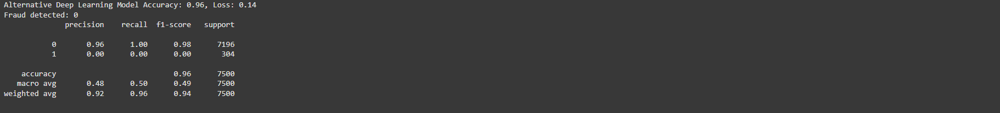 Alternative Deep Learning Model Accuracy: 0.96, Loss: 0.14
Fraud detected: 0
              precision    recall  f1-score   support

           0       0.96      1.00      0.98      7196
           1       0.00      0.00      0.00       304

    accuracy                           0.96      7500
   macro avg       0.48      0.50      0.49      7500
weighted avg       0.92      0.96      0.94      7500